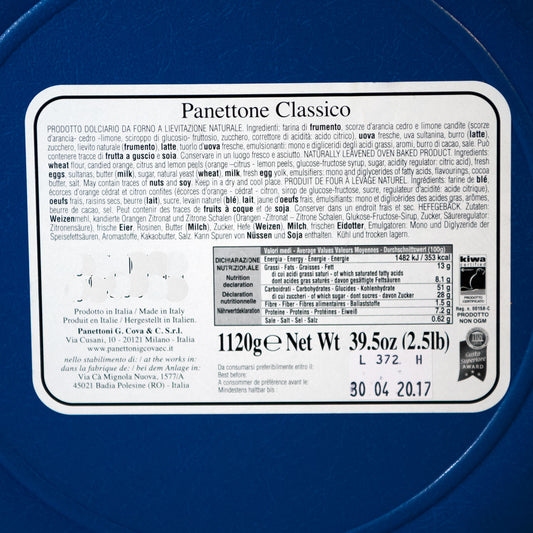 Panettone Classico
PRODOTTO DOLCIARIO DA FORNO A LIEVITAZIONE NATURALE. Ingredienti: farina di frumento, scorze d'arancia cedro e limone candite (scorze
d'arancia- cedro -limone, sciroppo di glucosio- fruttosio, zucchero, correttore di acidità: acido citrico), uova fresche, uva sultanina, burro (latte),
zucchero, lievito naturale (frumento), latte, tuorlo d'uova fresche, emulsionanti: mono e digliceridi degli acidi grassi, aromi, burro di cacao, sale. Può
contenere tracce di frutta a guscio e soia. Conservare in un luogo fresco e asciutto. NATURALLY LEAVENED OVEN BAKED PRODUCT. Ingredients:
wheat flour, candied orange, citrus and lemon peels (orange –citrus - lemon peels, glucose-fructose syrup, sugar, acidity regulator: citric acid), fresh
eggs, sultanas, butter (milk), sugar, natural yeast (wheat), milk, fresh egg yolk, emulsifiers: mono and diglycerides of fatty acids, flavourings, cocoa
butter, salt. May contain traces of nuts and soy. Keep in a dry and cool place. PRODUIT DE FOUR A LEVAGE NATUREL. Ingrédients: farine de blé,
écorces d'orange cédrat et citron confites (écorces d'orange - cédrat - citron, sirop de glucose-fructose, sucre, regulateur d'acidité: acide citrique),
oeufs frais, raisins secs, beurre (lait), sucre, levain naturel (blé), lait, jaune d'oeufs frais, émulsifiants: mono et diglycérides des acides gras, arômes,
beurre de cacao, sel. Peut contenir des traces de fruits à coque et de soja. Conserver dans un endroit frais et sec. HEFEGEBÄCK. Zutaten:
Weizenmehl, kandierte Orangen Zitronat und Zitrone Schalen (Orangen - Zitronat – Zitrone Schalen, Glukose-Fruktose-Sirup, Zucker, Säureregulator:
Zitronensäure), frische Eier, Rosinen, Butter (Milch), Zucker, Hefe (Weizen), Milch, frischen Eidotter, Emulgatoren: Mono und Diglyzeride der
Speisefettsäuren, Aromastoffe, Kakaobutter, Salz. Kann Spuren von Nüssen und Soja enthalten. Kühl und trocken lagern.
Prodotto in Italia / Made in Italy
Produit en Italie / Hergestellt in Italien.
Panettoni G. Cova & C. S.r.l.
Via Cusani, 10 - 20121 Milano - Italia
www.panettonigcovaec.it
nello stabilimento di: / at the works in:
dans la fabrique de: / bei dem Anlage in:
Via Cà Mignola Nuova, 1577/A
45021 Badia Polesine (RO) - Italia
DICHIARAZIONE
NUTRIZIONALE
Nutrition
declaration
Déclaration
nutritionnelle
Nährwertdeklaration
Valori medi - Average Values Valeurs Moyennes - Durchschnittswert (100g)
Energia - Energy - Énergie - Energie 1482 kJ / 353 kcal
Grassi - Fats - Graisses - Fett 13 g
di cui acidi grassi saturi - of which saturated fatty acids
dont acides gras saturés - davon gesättigte Fettsäuren 8,1 g
Carboidrati - Carbohydrate - Glucides - Kohlenhydrate 51 g
di cui zuccheri - of which sugar - dont sucres - davon Zucker 28 g
Fibre - Fiber - Fibres alimentaires - Ballaststoffe 1,5 g
Proteine - Proteins - Protéines - Eiweiss 7,2 g
Sale - Salt - Sel - Salz 0,62 g
kiwa
PRODOTTO
NON OGM
1120g℮ Net Wt 39.5oz (2.5lb)
L 372 H
Da consumarsi preferibilmente entro il:
Best before:
A consommer de préférence avant le:
Mindestens haltbar bis :
30 04 20.17
Superiore
AWARD